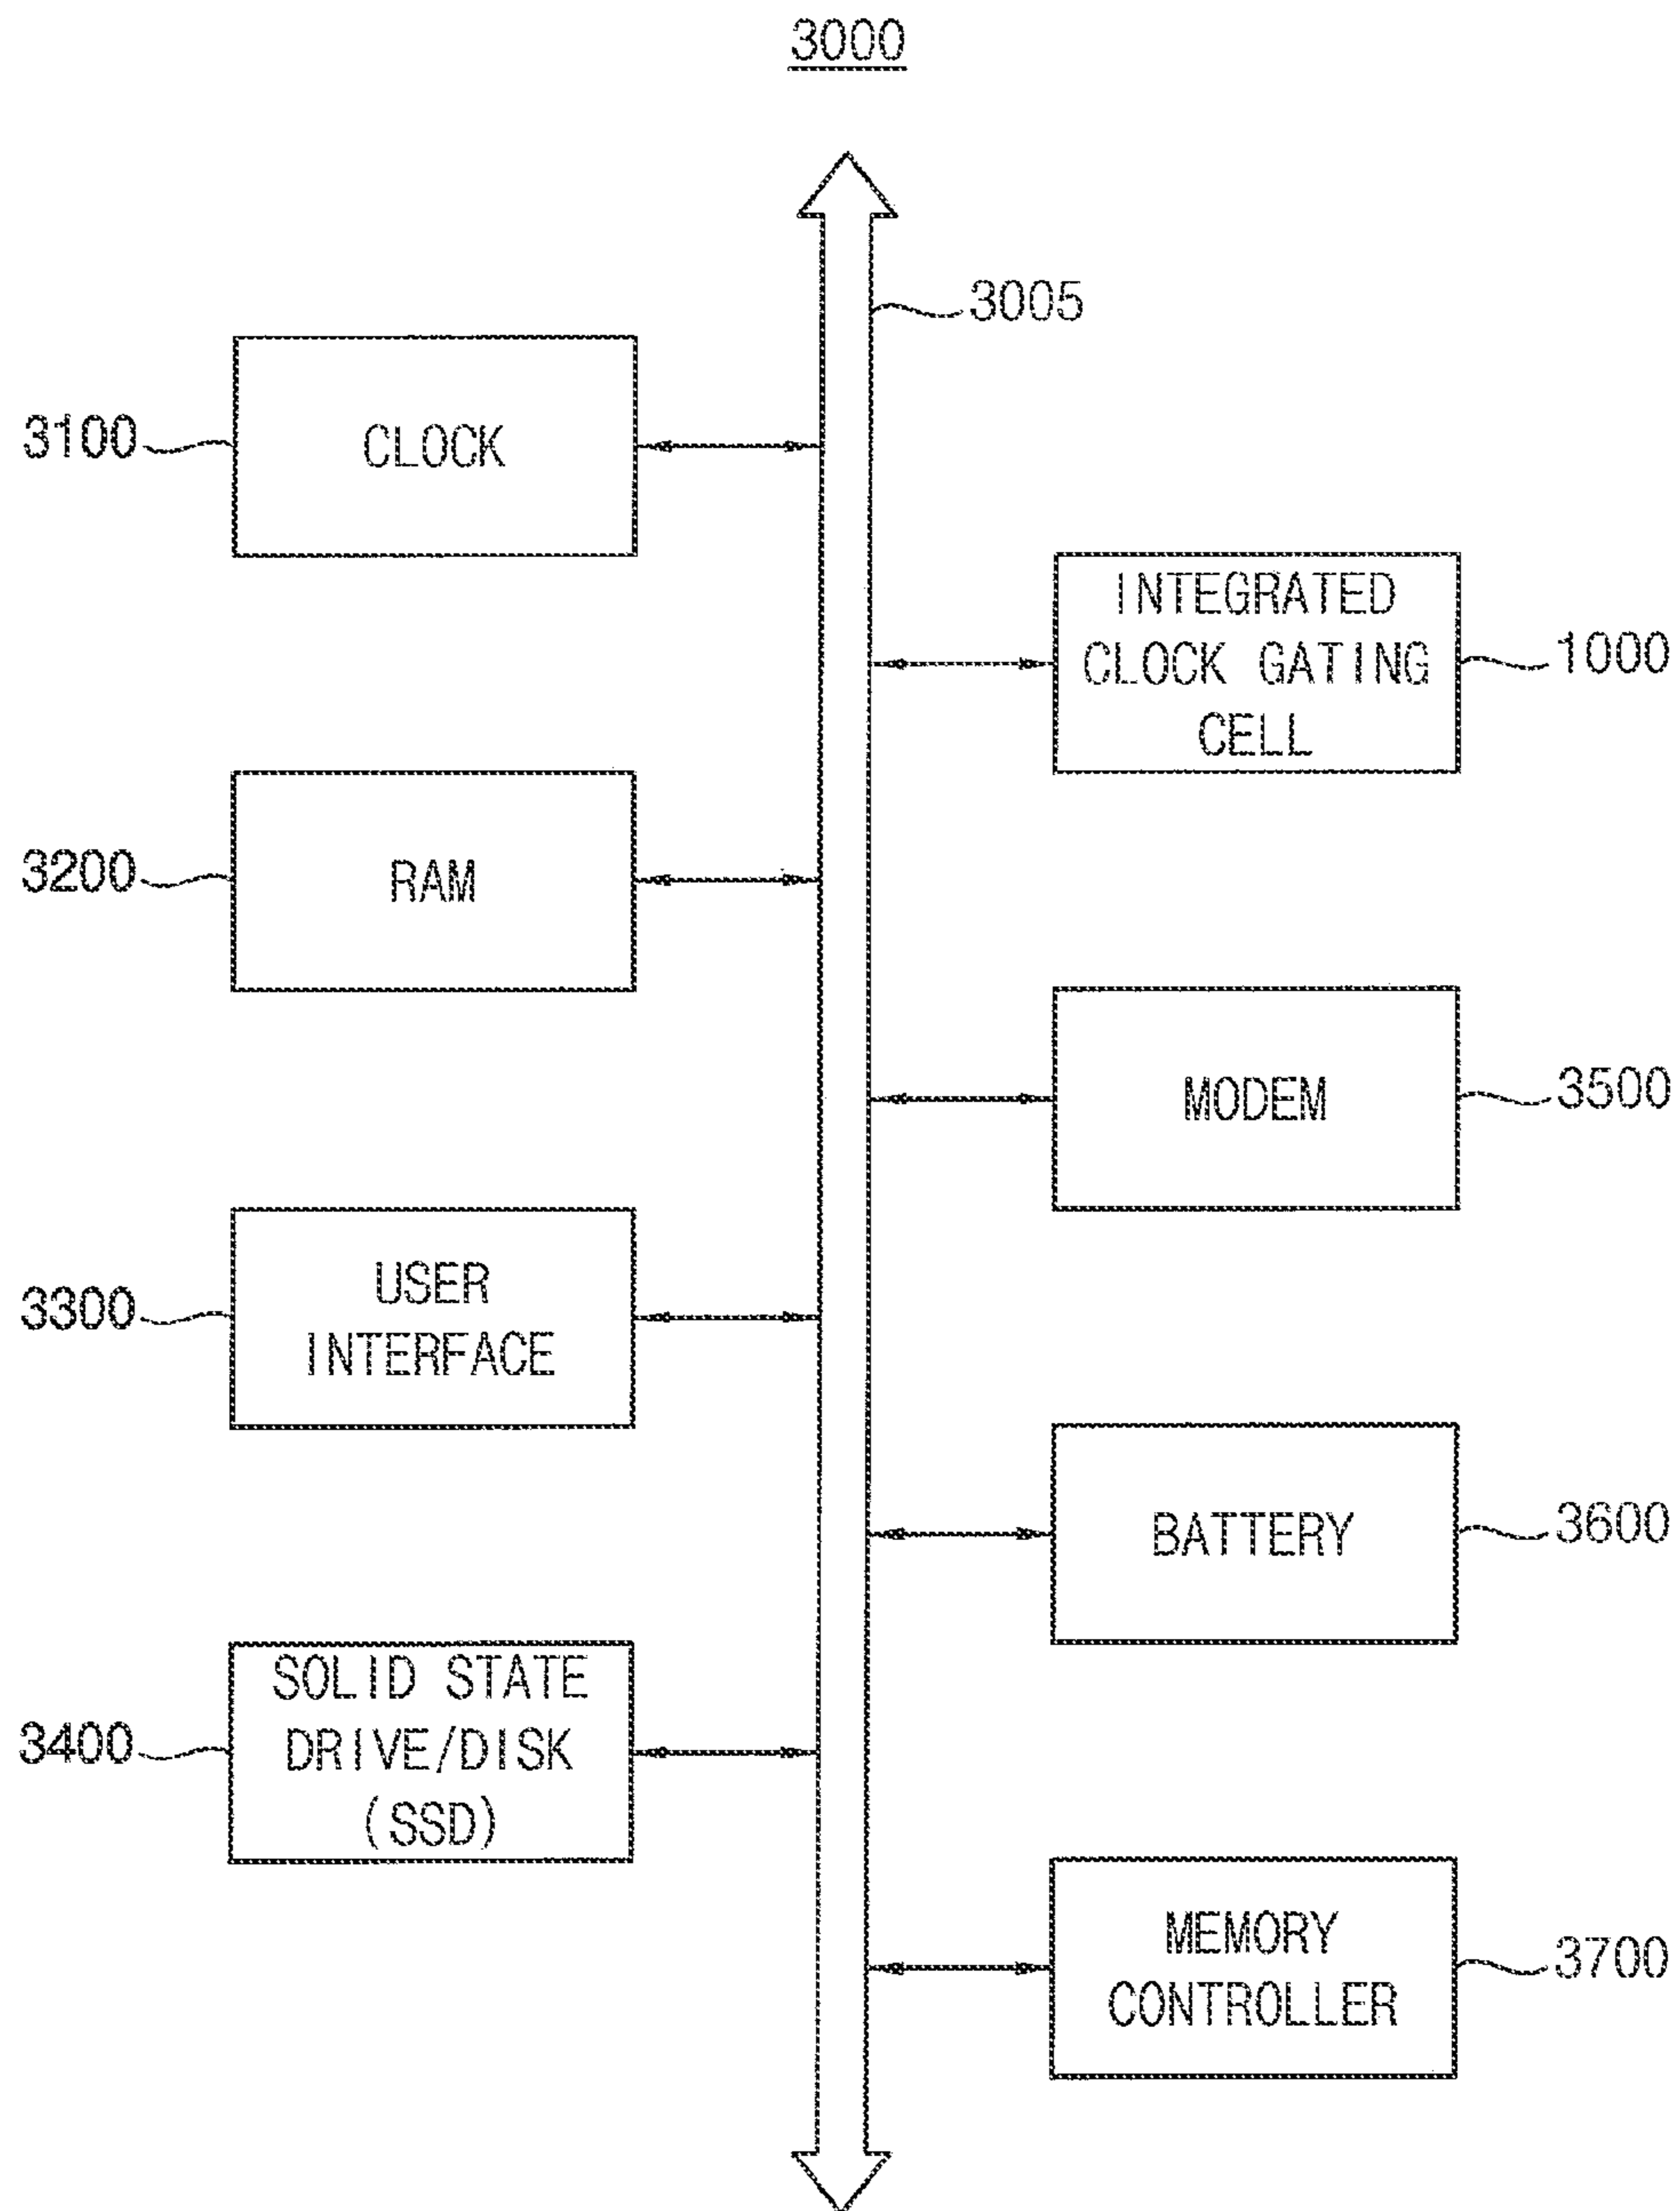 3000
3005
3100
CLOCK
INTEGRATED
CLOCK GATING
CELL
1000
3200
RAM
MODEM
3500
3300
USER
INTERFACE
BATTERY
3600
3400
SOLID STATE
DRIVE/DISK
(SSD)
MEMORY
CONTROLLER
3700